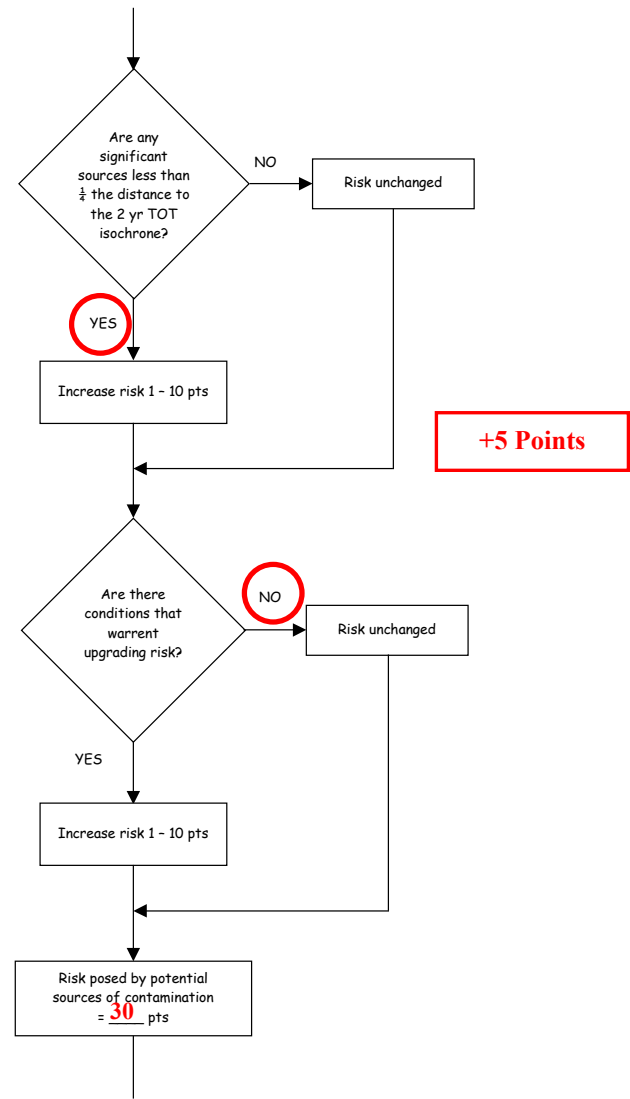 Are any
significant
sources less than
¼ the distance to
the 2 yr TOT
isochrone?
NO
Risk unchanged
YES
Increase risk 1 – 10 pts
+5 Points
Are there
conditions that
warrent
upgrading risk?
NO
Risk unchanged
YES
Increase risk 1 – 10 pts
Risk posed by potential
sources of contamination
= 30 pts